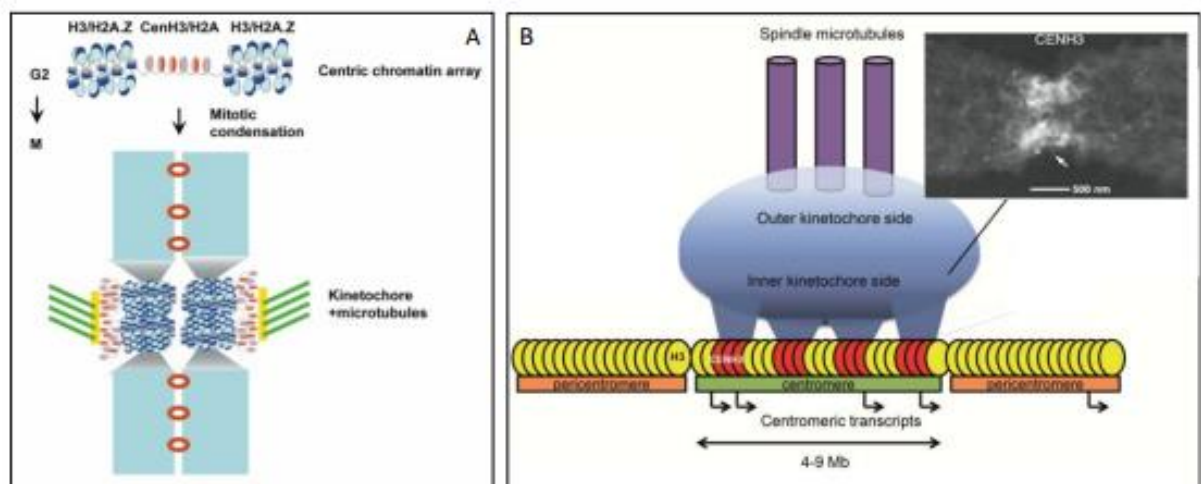 H3/H2A.Z CenH3/H2A H3/H2A.Z
A
G2
Centric chromatin array
Mitotic
condensation
M
Kinetochore
+microtubules
B
Spindle microtubules
CENH3
500 nm
Outer kinetochore side
Inner kinetochore side
H3
CENH3
pericentromere
centromere
pericentromere
Centromeric transcripts
4-9 Mb